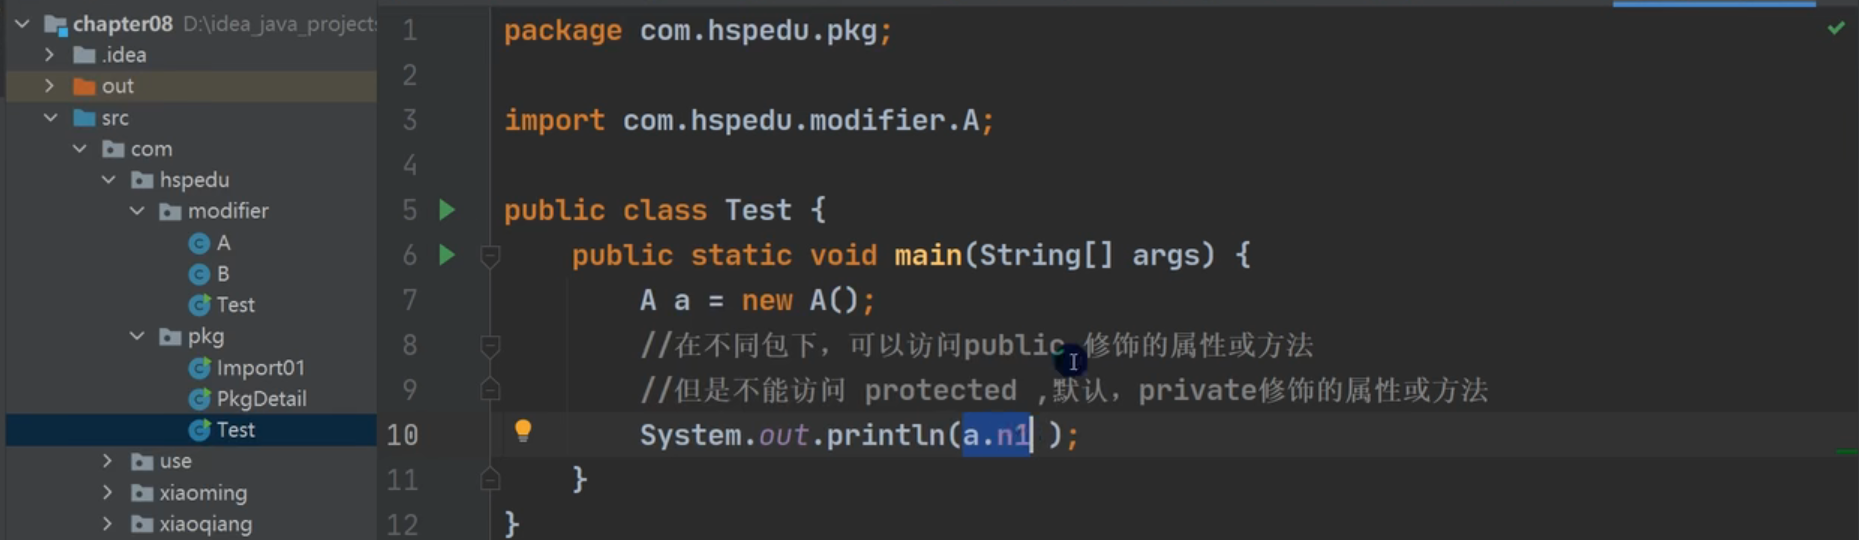 chapter08 D:\idea_java_projects
.idea
out
src
com
hspedu
modifier
A
B
Test
pkg
Import01
PkgDetail
Test
use
xiaoming
xiaoqiang
1 package com.hspedu.pkg;
2
3 import com.hspedu.modifier.A;
4
5 public class Test {
6 public static void main(String[] args) {
7 A a = new A();
8 //在不同包下，可以访问public 修饰的属性或方法
9 //但是不能访问 protected ,默认，private修饰的属性或方法
10 System.out.println(a.n1 );
11 }
12 }